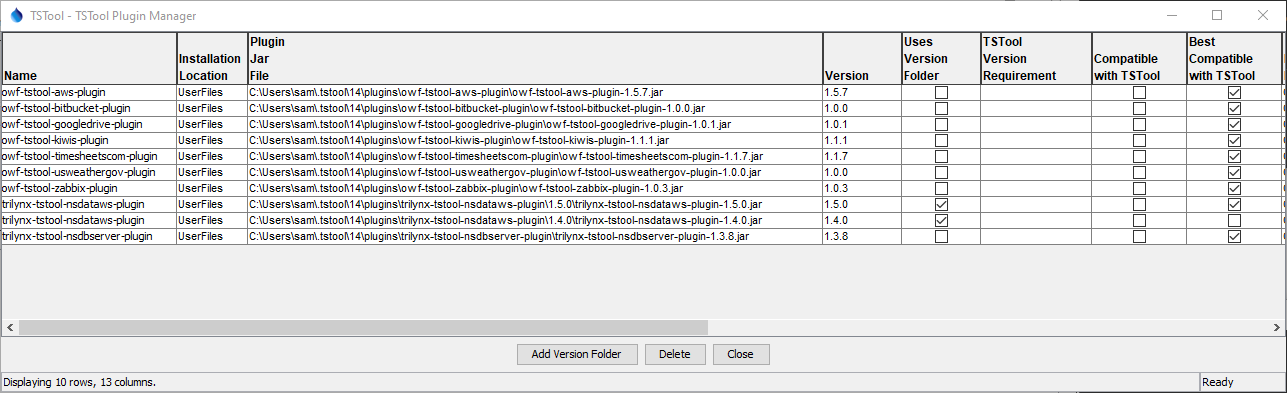 TSTool - TSTool Plugin Manager
Name Installation Location Plugin Jar File Version Uses Version Folder TSTool Version Requirement Compatible with TSTool Best Compatible with TSTool
owf-tstool-aws-plugin UserFiles C:\Users\sam\.tstool\14\plugins\owf-tstool-aws-plugin\owf-tstool-aws-plugin-1.5.7.jar 1.5.7
owf-tstool-bitbucket-plugin UserFiles C:\Users\sam\.tstool\14\plugins\owf-tstool-bitbucket-plugin\owf-tstool-bitbucket-plugin-1.0.0.jar 1.0.0
owf-tstool-googledrive-plugin UserFiles C:\Users\sam\.tstool\14\plugins\owf-tstool-googledrive-plugin\owf-tstool-googledrive-plugin-1.0.1.jar 1.0.1
owf-tstool-kiwis-plugin UserFiles C:\Users\sam\.tstool\14\plugins\owf-tstool-kiwis-plugin\owf-tstool-kiwis-plugin-1.1.1.jar 1.1.1
owf-tstool-timesheetscom-plugin UserFiles C:\Users\sam\.tstool\14\plugins\owf-tstool-timesheetscom-plugin\owf-tstool-timesheetscom-plugin-1.1.7.jar 1.1.7
owf-tstool-usweathergov-plugin UserFiles C:\Users\sam\.tstool\14\plugins\owf-tstool-usweathergov-plugin\owf-tstool-usweathergov-plugin-1.0.0.jar 1.0.0
owf-tstool-zabbix-plugin UserFiles C:\Users\sam\.tstool\14\plugins\owf-tstool-zabbix-plugin\owf-tstool-zabbix-plugin-1.0.3.jar 1.0.3
trilynx-tstool-nsdataws-plugin UserFiles C:\Users\sam\.tstool\14\plugins\trilynx-tstool-nsdataws-plugin\1.5.0\trilynx-tstool-nsdataws-plugin-1.5.0.jar 1.5.0
trilynx-tstool-nsdataws-plugin UserFiles C:\Users\sam\.tstool\14\plugins\trilynx-tstool-nsdataws-plugin\1.4.0\trilynx-tstool-nsdataws-plugin-1.4.0.jar 1.4.0
trilynx-tstool-nsdbserver-plugin UserFiles C:\Users\sam\.tstool\14\plugins\trilynx-tstool-nsdbserver-plugin\trilynx-tstool-nsdbserver-plugin-1.3.8.jar 1.3.8
Add Version Folder Delete Close
Displaying 10 rows, 13 columns. Ready